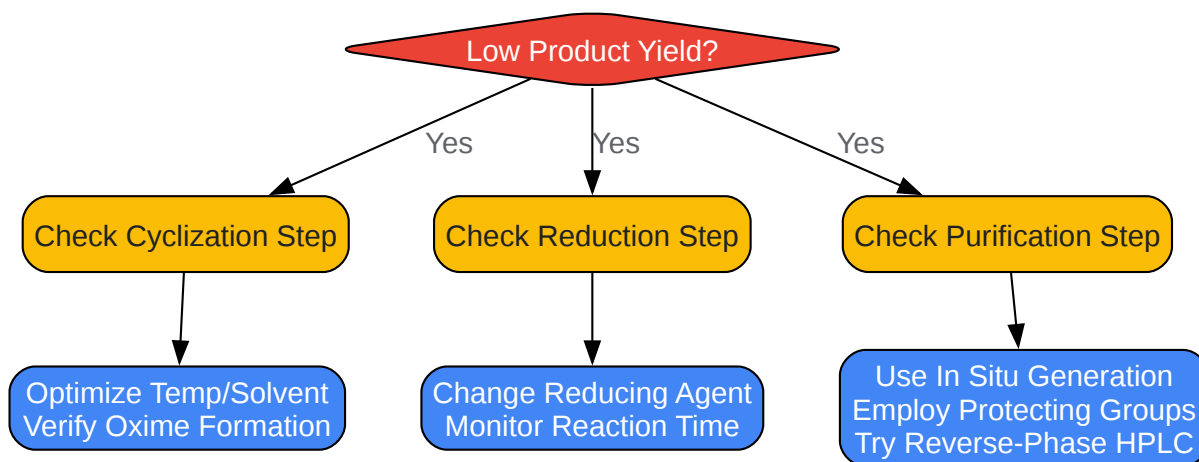 Low Product Yield?
Yes
Yes
Yes
Check Cyclization Step
Check Reduction Step
Check Purification Step
Optimize Temp/Solvent
Verify Oxime Formation
Change Reducing Agent
Monitor Reaction Time
Use In Situ Generation
Employ Protecting Groups
Try Reverse-Phase HPLC